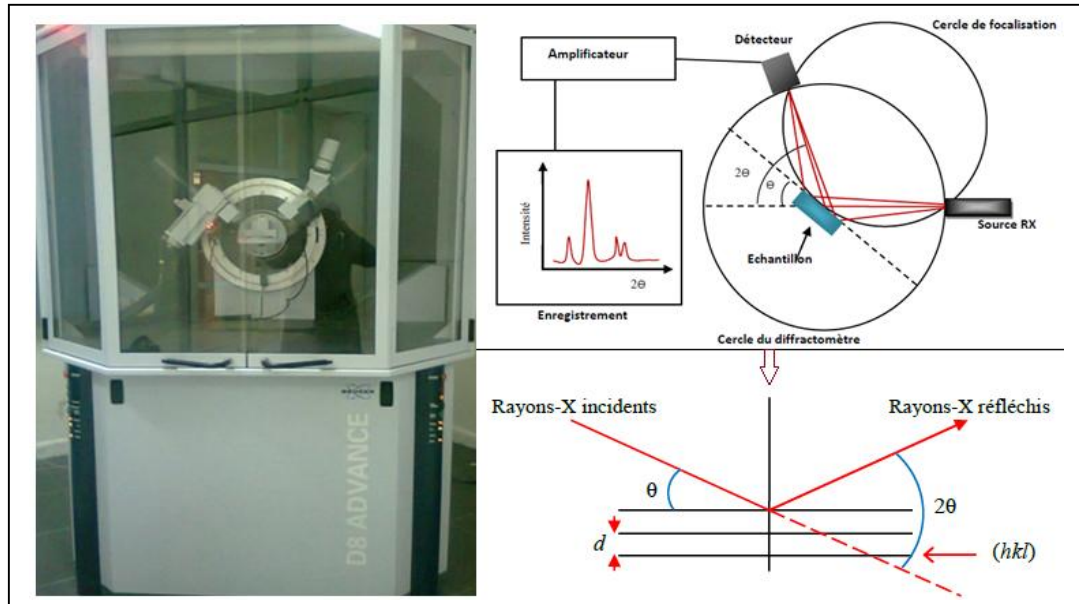 D8 ADVANCE
Cercle de focalisation
Détecteur
Amplificateur
2θ
θ
Source RX
Echantillon
Intensité
2θ
Enregistrement
Cercle du diffractomètre
Rayons-X incidents
Rayons-X réfléchis
θ
2θ
d
(hkl)